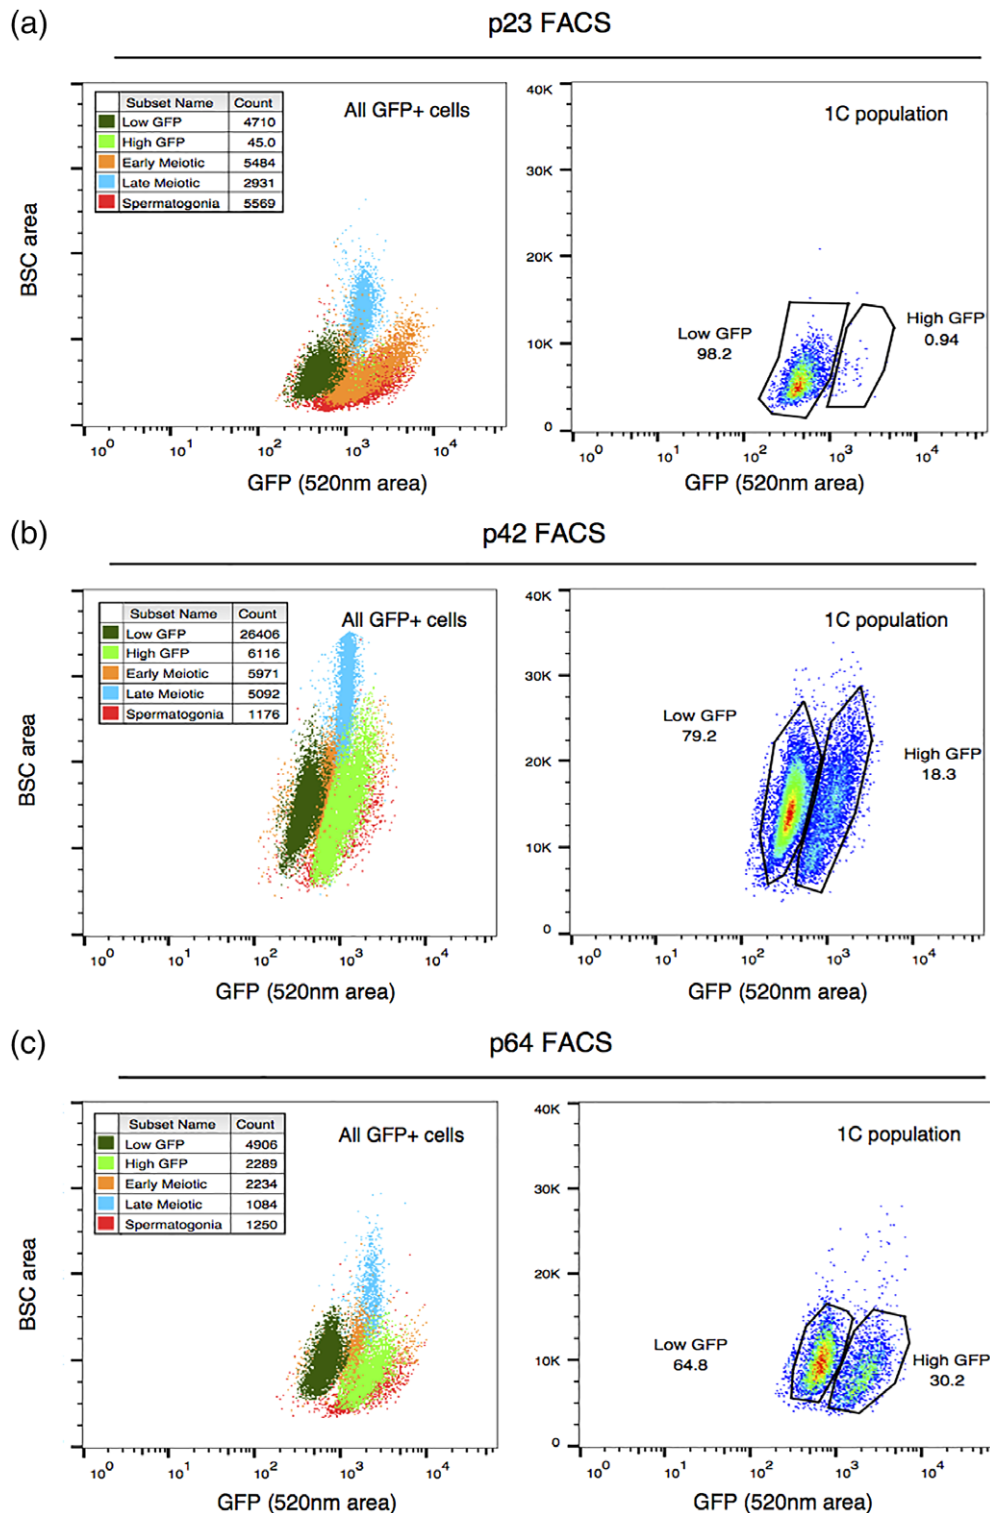 (a)
p23 FACS
Subset Name Count
Low GFP 4710
High GFP 45.0
Early Meiotic 5484
Late Meiotic 2931
Spermatogonia 5569
All GFP+ cells
BSC area
10^0 10^1 10^2 10^3 10^4
GFP (520nm area)
1C population
40K
30K
20K
10K
0
Low GFP
98.2
High GFP
0.94
10^0 10^1 10^2 10^3 10^4
GFP (520nm area)
(b)
p42 FACS
Subset Name Count
Low GFP 26406
High GFP 6116
Early Meiotic 5971
Late Meiotic 5092
Spermatogonia 1176
All GFP+ cells
BSC area
10^0 10^1 10^2 10^3 10^4
GFP (520nm area)
1C population
40K
30K
20K
10K
0
Low GFP
79.2
High GFP
18.3
10^0 10^1 10^2 10^3 10^4
GFP (520nm area)
(c)
p64 FACS
Subset Name Count
Low GFP 4906
High GFP 2289
Early Meiotic 2234
Late Meiotic 1084
Spermatogonia 1250
All GFP+ cells
BSC area
10^0 10^1 10^2 10^3 10^4
GFP (520nm area)
1C population
40K
30K
20K
10K
0
Low GFP
64.8
High GFP
30.2
10^0 10^1 10^2 10^3 10^4
GFP (520nm area)